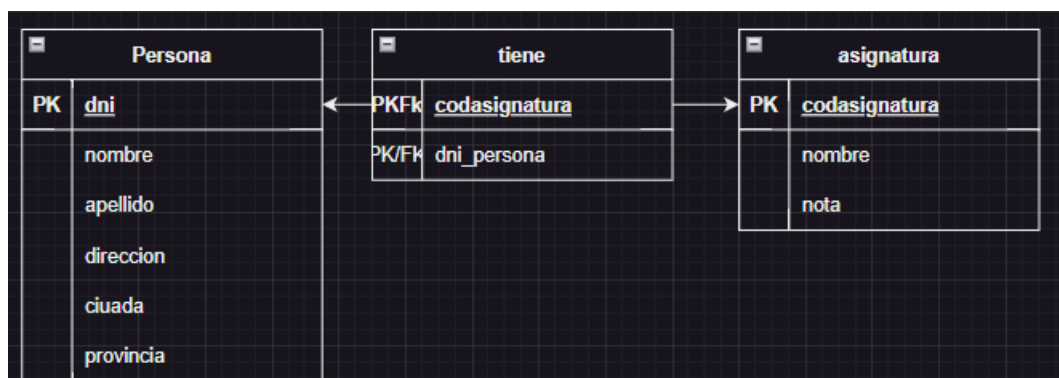 Persona
PK dni
nombre
apellido
direccion
ciuada
provincia
tiene
PKFk codasignatura
PK/FK dni_persona
asignatura
PK codasignatura
nombre
nota